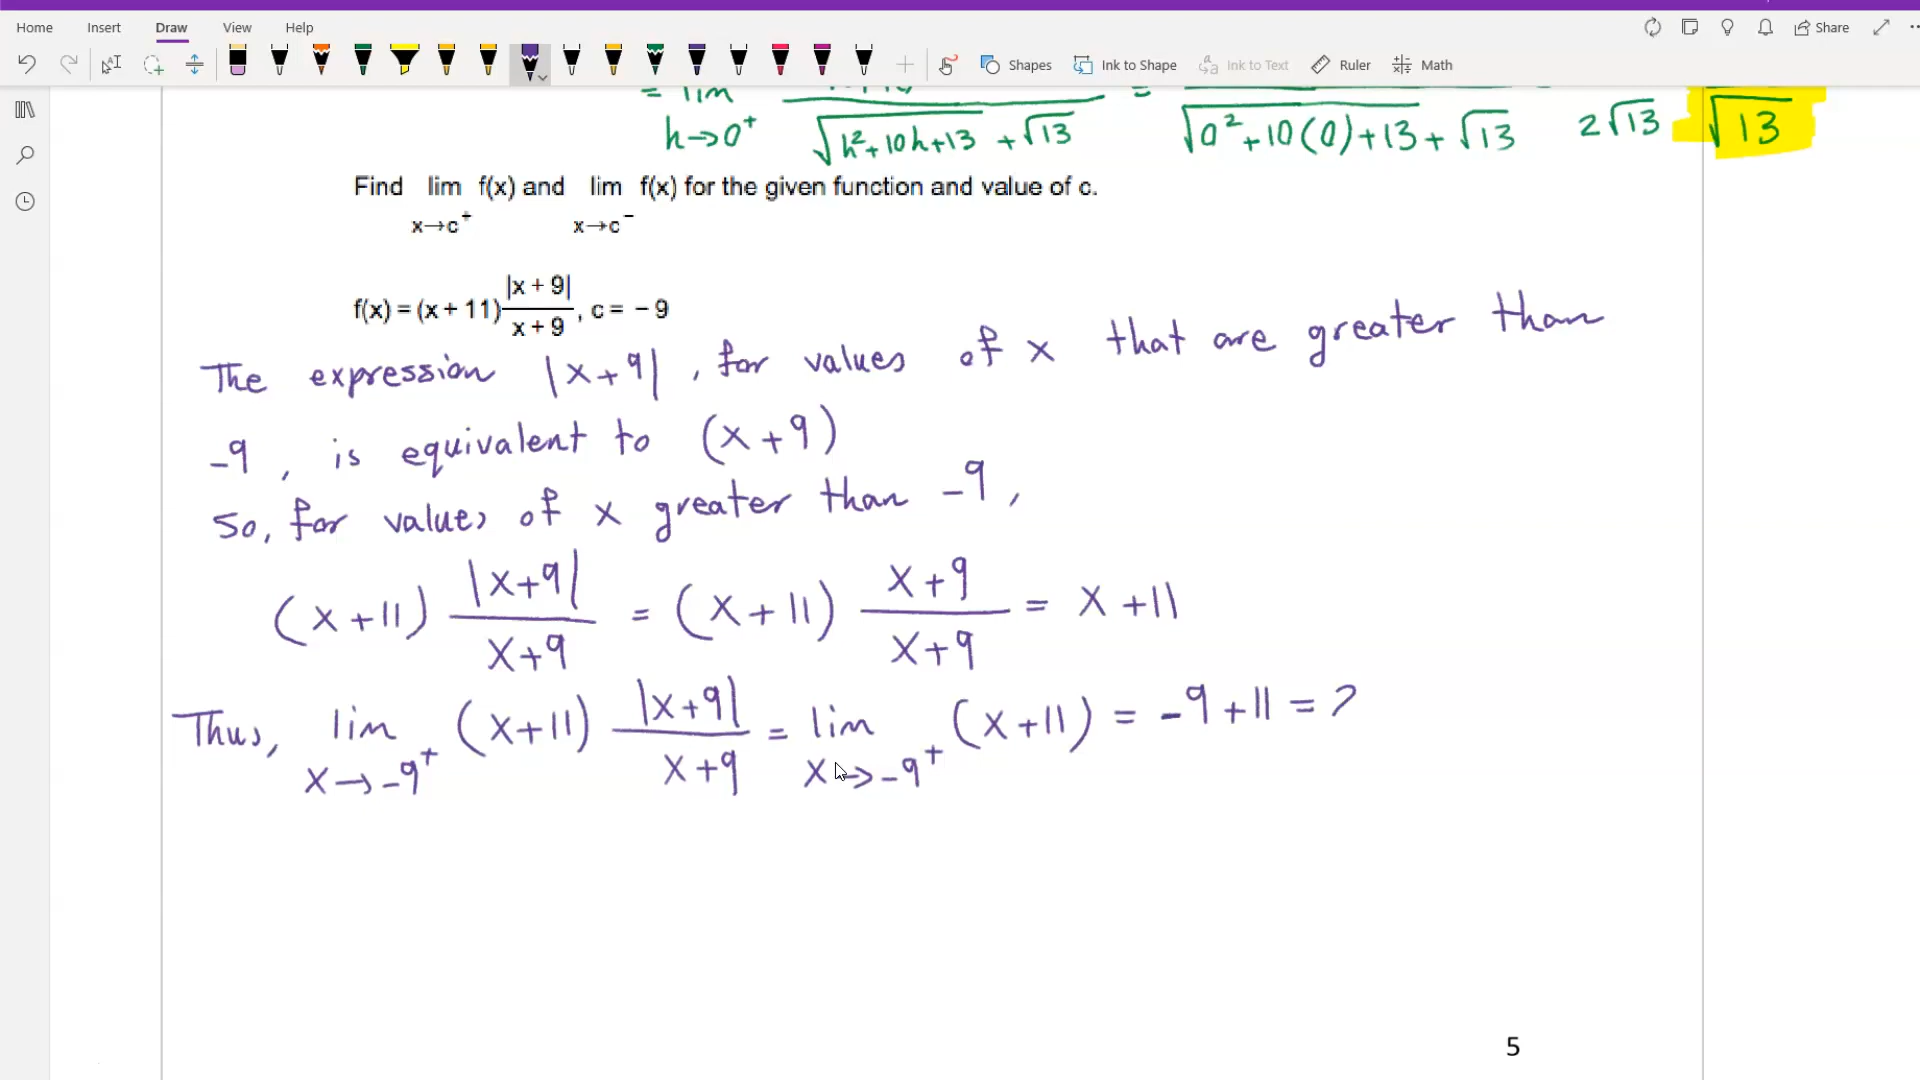 Home Insert Draw View Help Share
Shapes Ink to Shape Ink to Text Ruler Math
= lim = 
h→0⁺ √h²+10h+13 + √13 √0²+10(0)+13 + √13 2√13 √13
Find lim f(x) and lim f(x) for the given function and value of c.
x→c⁺ x→c⁻
|x + 9|
f(x) = (x + 11) , c = − 9
x + 9
The expression |x+9|, for values of x that are greater than
-9, is equivalent to (x+9)
So, for values of x greater than -9,
(x+11) |x+9| / x+9 = (x+11) x+9 / x+9 = x+11
Thus, lim (x+11) |x+9| / x+9 = lim (x+11) = -9+11 = 2
x→-9⁺ x→-9⁺
5